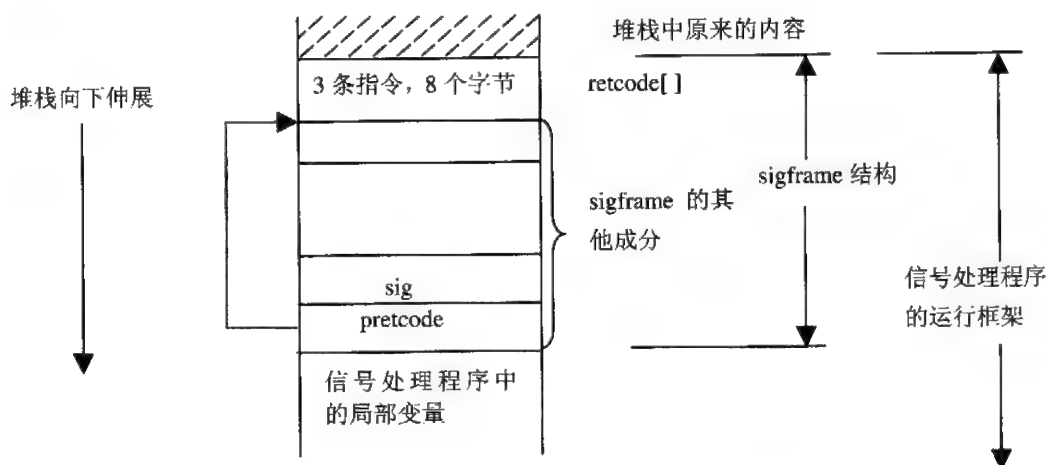 堆栈中原来的内容
3 条指令，8 个字节
retcode[ ]
堆栈向下伸展
sigframe 结构
sigframe 的其
他成分
sig
pretcode
信号处理程序
的运行框架
信号处理程序中
的局部变量